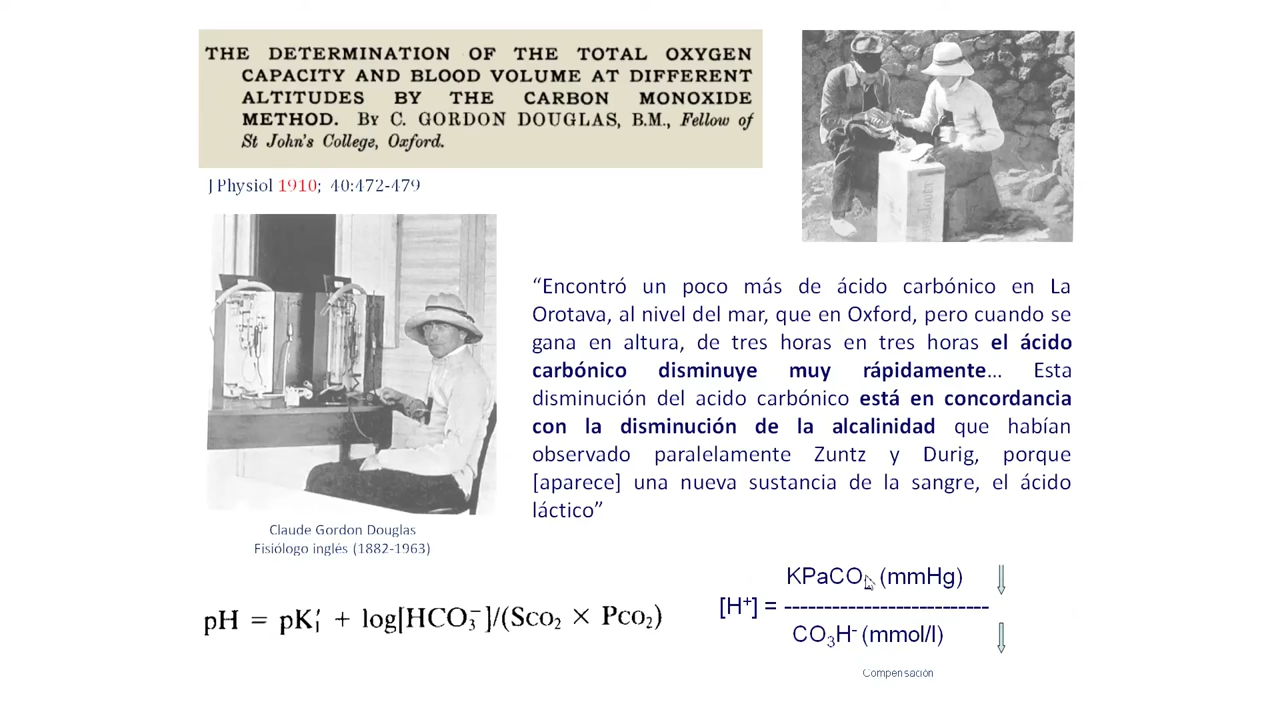 THE DETERMINATION OF THE TOTAL OXYGEN
CAPACITY AND BLOOD VOLUME AT DIFFERENT
ALTITUDES BY THE CARBON MONOXIDE
METHOD. By C. GORDON DOUGLAS, B.M., Fellow of
St John's College, Oxford.
J Physiol 1910; 40:472-479
“Encontró un poco más de ácido carbónico en La
Orotava, al nivel del mar, que en Oxford, pero cuando se
gana en altura, de tres horas en tres horas el ácido
carbónico disminuye muy rápidamente… Esta
disminución del acido carbónico está en concordancia
con la disminución de la alcalinidad que habían
observado paralelamente Zuntz y Durig, porque
[aparece] una nueva sustancia de la sangre, el ácido
láctico”
Claude Gordon Douglas
Fisiólogo inglés (1882-1963)
pH = pK₁′ + log[HCO₃⁻]/(Sco₂ × Pco₂)
KPaCO₂ (mmHg)
[H⁺] = --------------------------
CO₃H⁻ (mmol/l)
Compensación